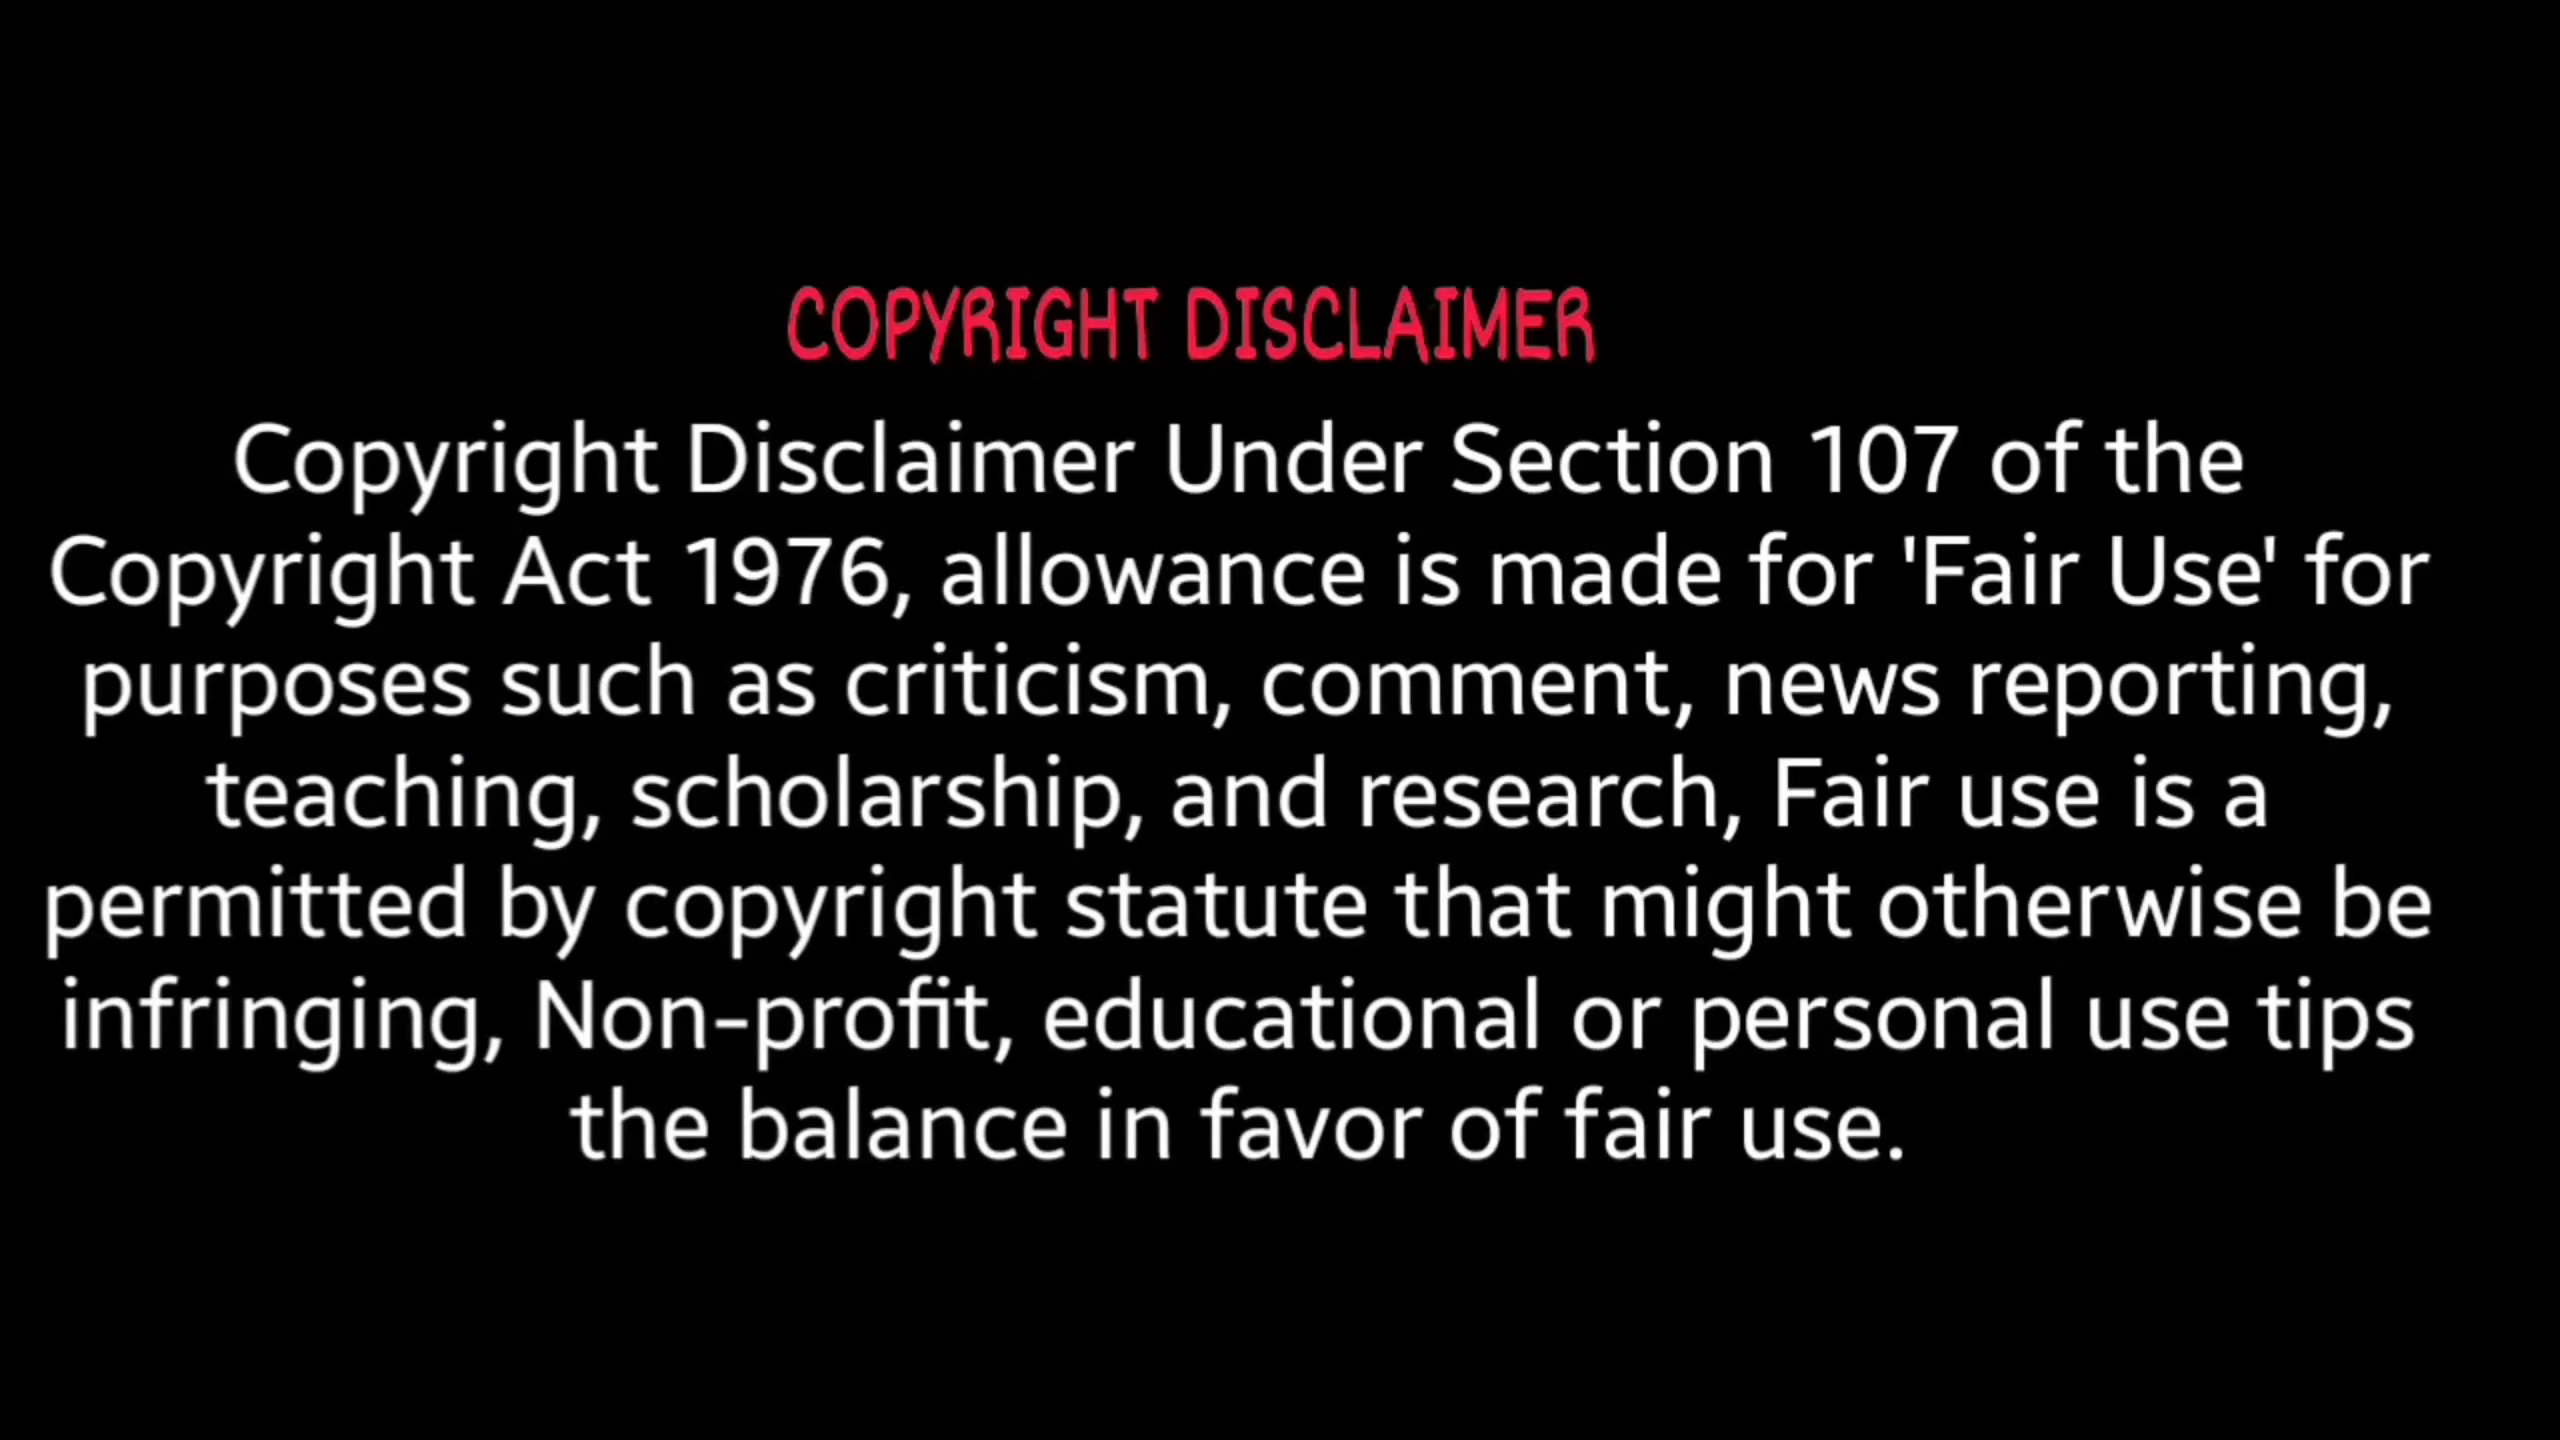 COPYRIGHT DISCLAIMER
Copyright Disclaimer Under Section 107 of the
Copyright Act 1976, allowance is made for 'Fair Use' for
purposes such as criticism, comment, news reporting,
teaching, scholarship, and research, Fair use is a
permitted by copyright statute that might otherwise be
infringing, Non-profit, educational or personal use tips
the balance in favor of fair use.